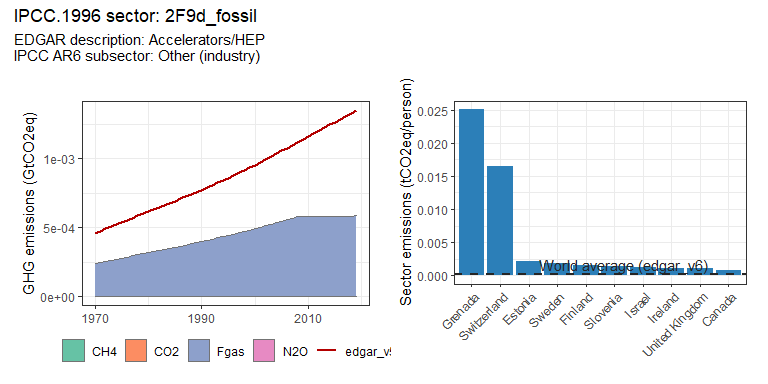 IPCC.1996 sector: 2F9d_fossil
EDGAR description: Accelerators/HEP
IPCC AR6 subsector: Other (industry)
GHG emissions (GtCO2eq)
1e-03
5e-04
0e+00
1970
1990
2010
CH4
CO2
Fgas
N2O
edgar_v5
Sector emissions (tCO2eq/person)
0.025
0.020
0.015
0.010
0.005
0.000
World average (edgar_v6)
Grenada
Switzerland
Estonia
Sweden
Finland
Slovenia
Israel
Ireland
United Kingdom
Canada